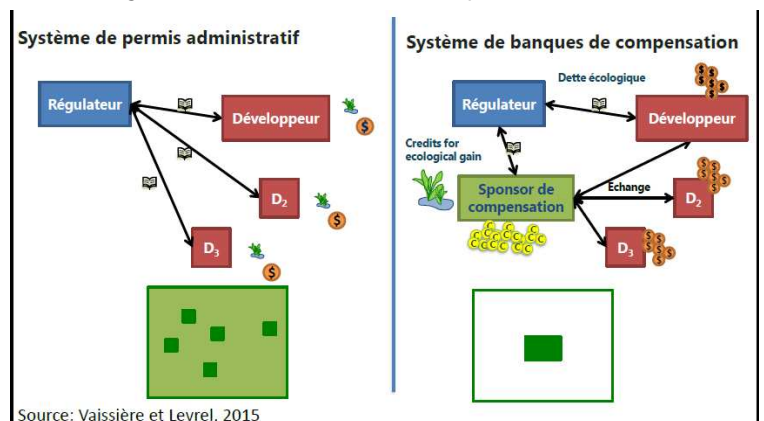 Système de permis administratif
Régulateur
Développeur
$
D2
$
D3
$
Système de banques de compensation
Dette écologique
Régulateur
Développeur
Credits for
ecological gain
Sponsor de
compensation
Echange
D2
D3
Source: Vaissière et Levrel, 2015